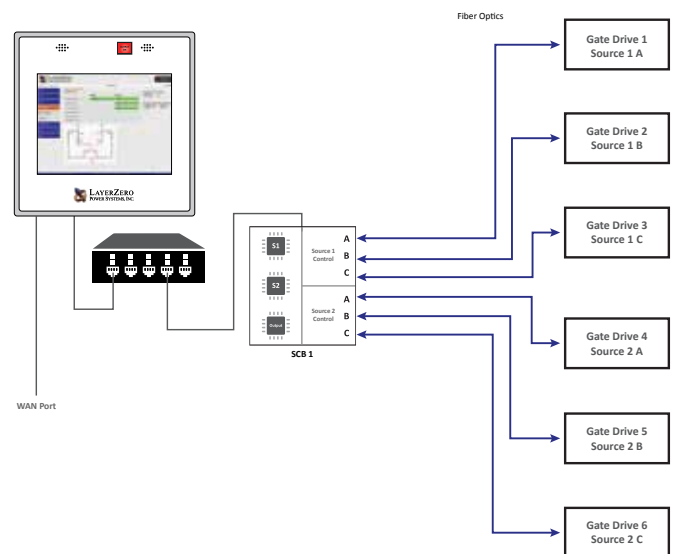 Fiber Optics
Gate Drive 1
Source 1 A
Gate Drive 2
Source 1 B
Gate Drive 3
Source 1 C
Gate Drive 4
Source 2 A
Gate Drive 5
Source 2 B
Gate Drive 6
Source 2 C
LAYERZERO
POWER SYSTEMS, INC
S1
S2
Output
Source 1
Control
A
B
C
Source 2
Control
A
B
C
SCB 1
WAN Port